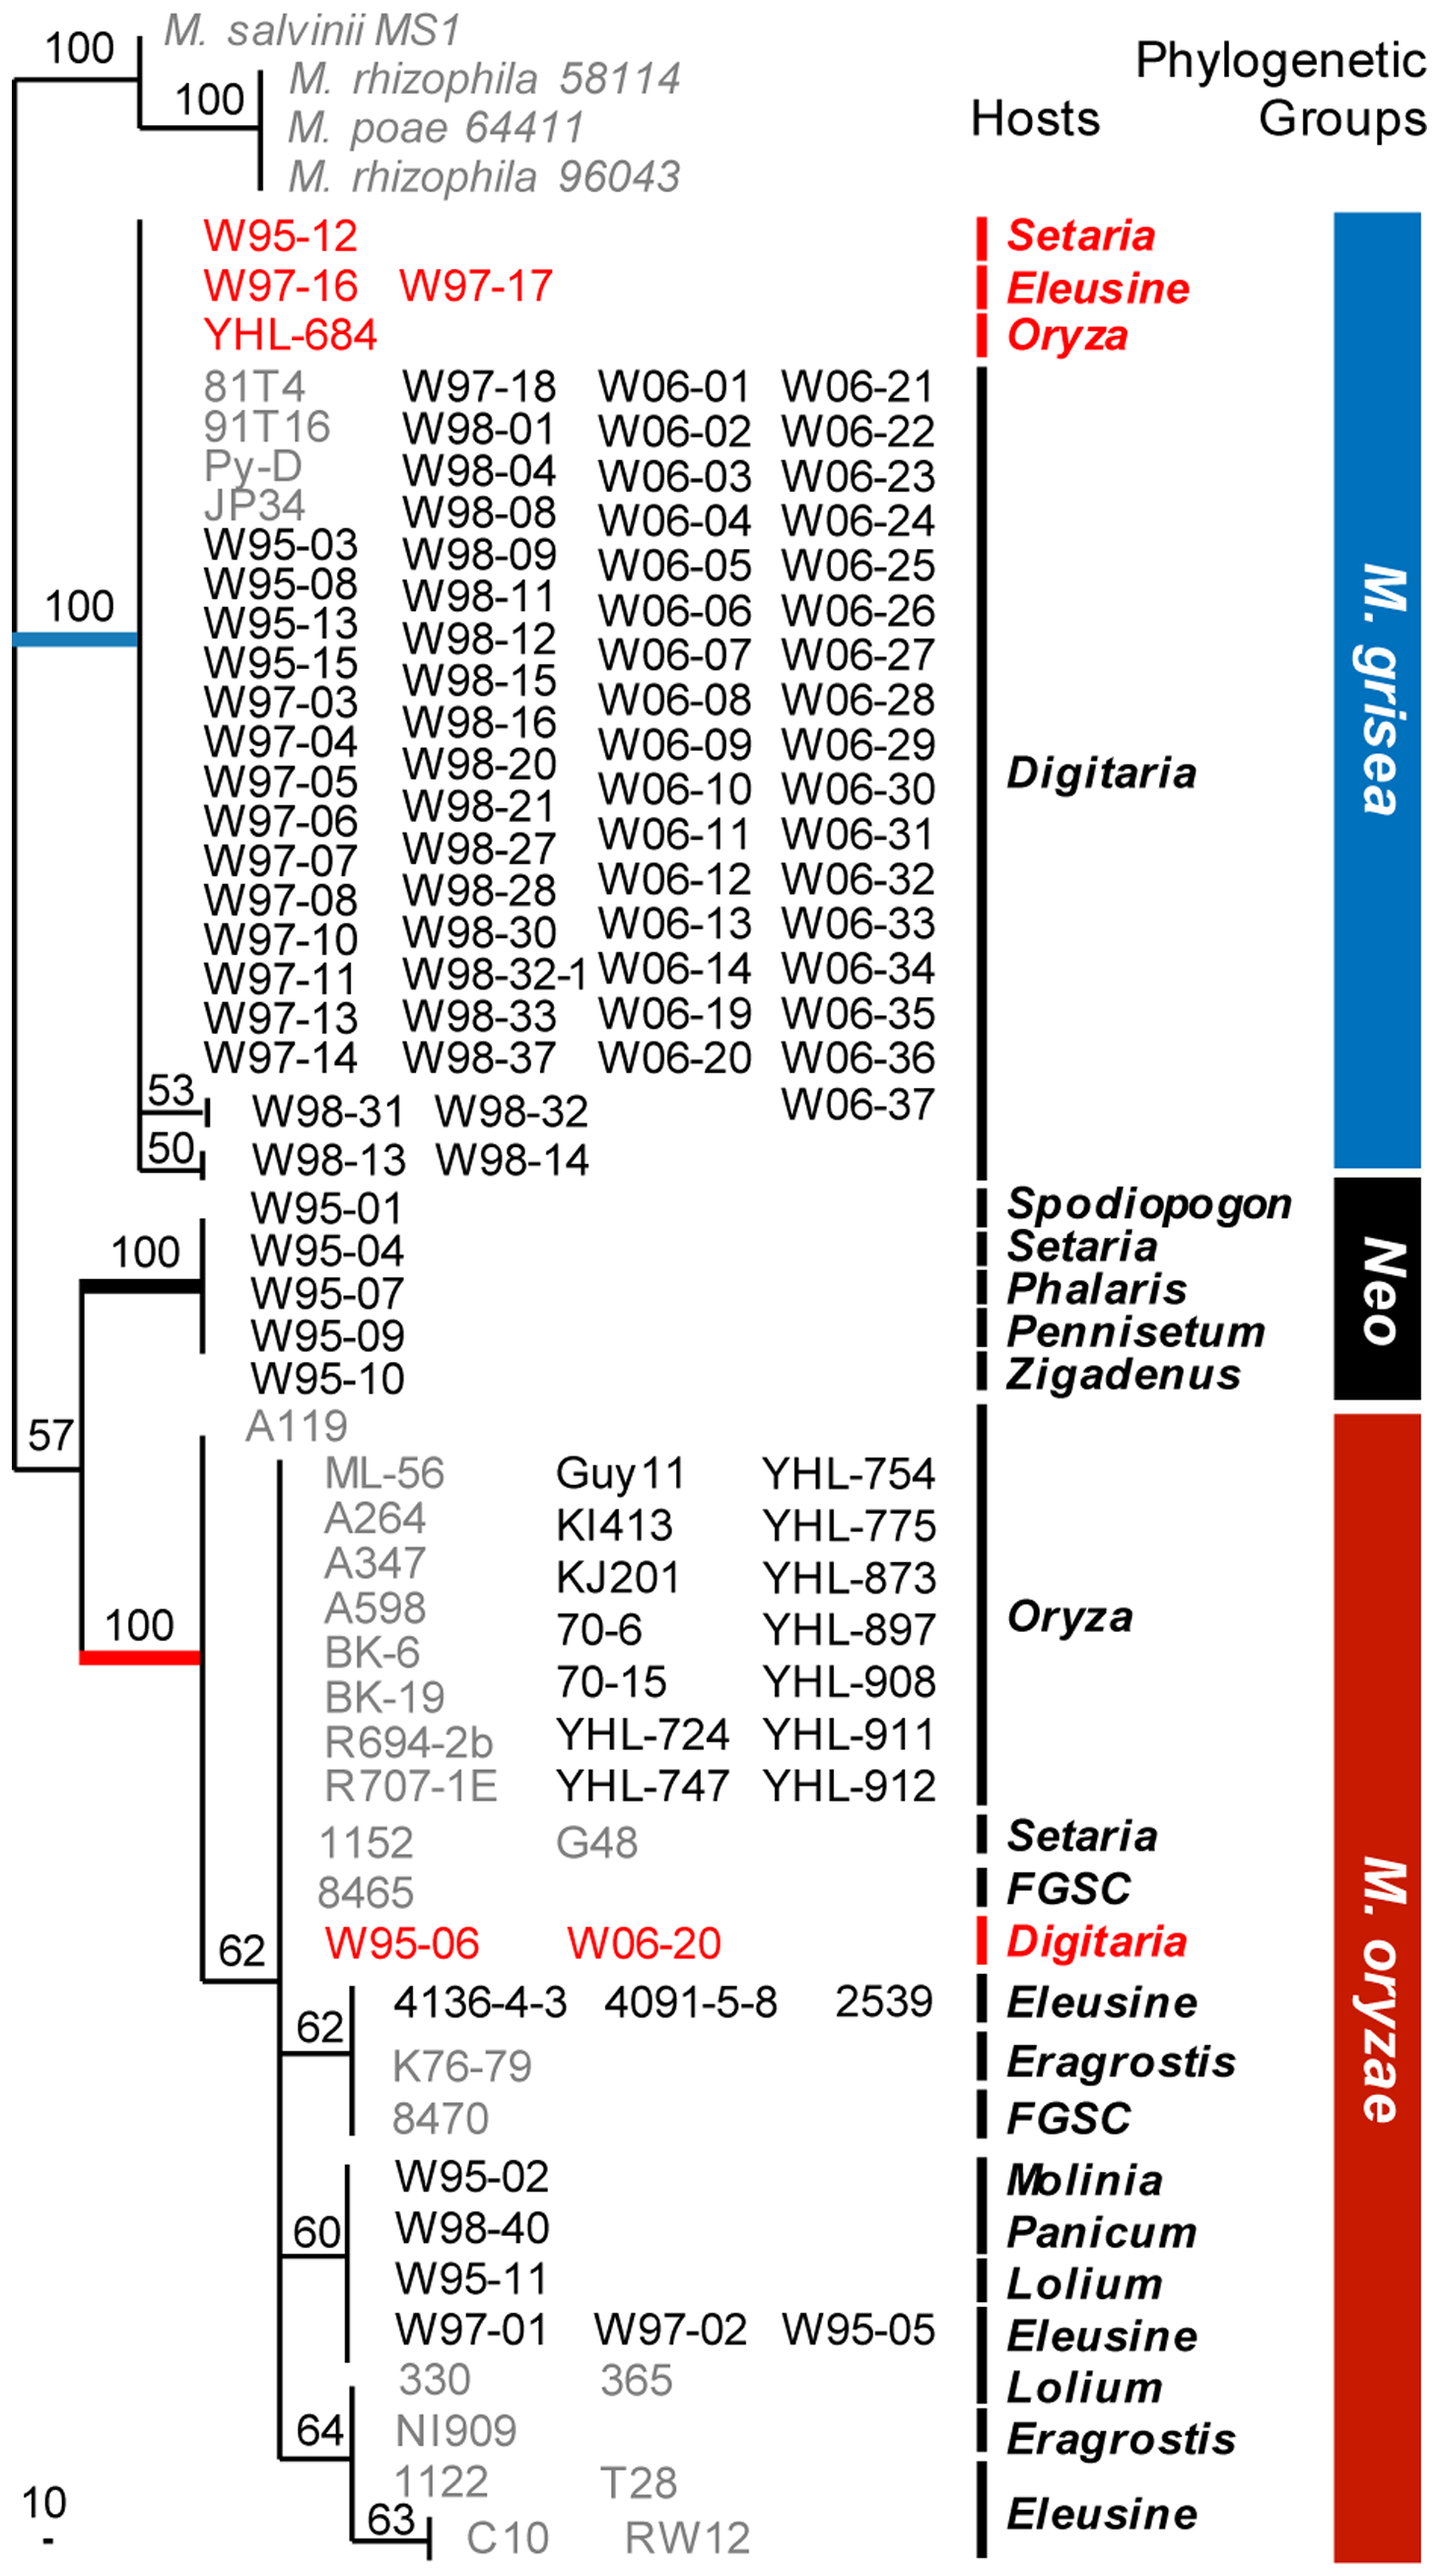 Phylogenetic
Hosts Groups
100 M. salvinii MS1
100 M. rhizophila 58114
M. poae 64411
M. rhizophila 96043
W95-12 Setaria
W97-16 W97-17 Eleusine
YHL-684 Oryza
81T4 W97-18 W06-01 W06-21
91T16 W98-01 W06-02 W06-22
Py-D W98-04 W06-03 W06-23
JP34 W98-08 W06-04 W06-24
W95-03 W98-09 W06-05 W06-25
100 W95-08 W98-11 W06-06 W06-26
W95-13 W98-12 W06-07 W06-27
W95-15 W98-15 W06-08 W06-28
W97-03 W98-16 W06-09 W06-29
W97-04 W98-20 W06-10 W06-30
W97-05 W98-21 W06-11 W06-31
W97-06 W98-27 W06-12 W06-32
W97-07 W98-28 W06-13 W06-33
W97-08 W98-30 W06-14 W06-34
W97-10 W98-32-1 W06-19 W06-35
W97-11 W98-33 W06-20 W06-36
W97-13 W98-37 W06-37
W97-14
Digitaria
M. grisea
53 W98-31 W98-32
50 W98-13 W98-14
W95-01 Spodiopogon
100 W95-04 Setaria
W95-07 Phalaris
W95-09 Pennisetum
W95-10 Zigadenus
Neo
57 A119
ML-56 Guy11 YHL-754
A264 KI413 YHL-775
A347 KJ201 YHL-873
A598 70-6 YHL-897
100 BK-6 70-15 YHL-908
BK-19 YHL-724 YHL-911
R694-2b YHL-747 YHL-912
R707-1E
Oryza
1152 G48 Setaria
8465 FGSC
62 W95-06 W06-20 Digitaria
62 4136-4-3 4091-5-8 2539 Eleusine
K76-79 Eragrostis
8470 FGSC
M. oryzae
W95-02 Molinia
60 W98-40 Panicum
W95-11 Lolium
W97-01 W97-02 W95-05 Eleusine
330 365 Lolium
64 NI909 Eragrostis
1122 T28 Eleusine
63 C10 RW12
10